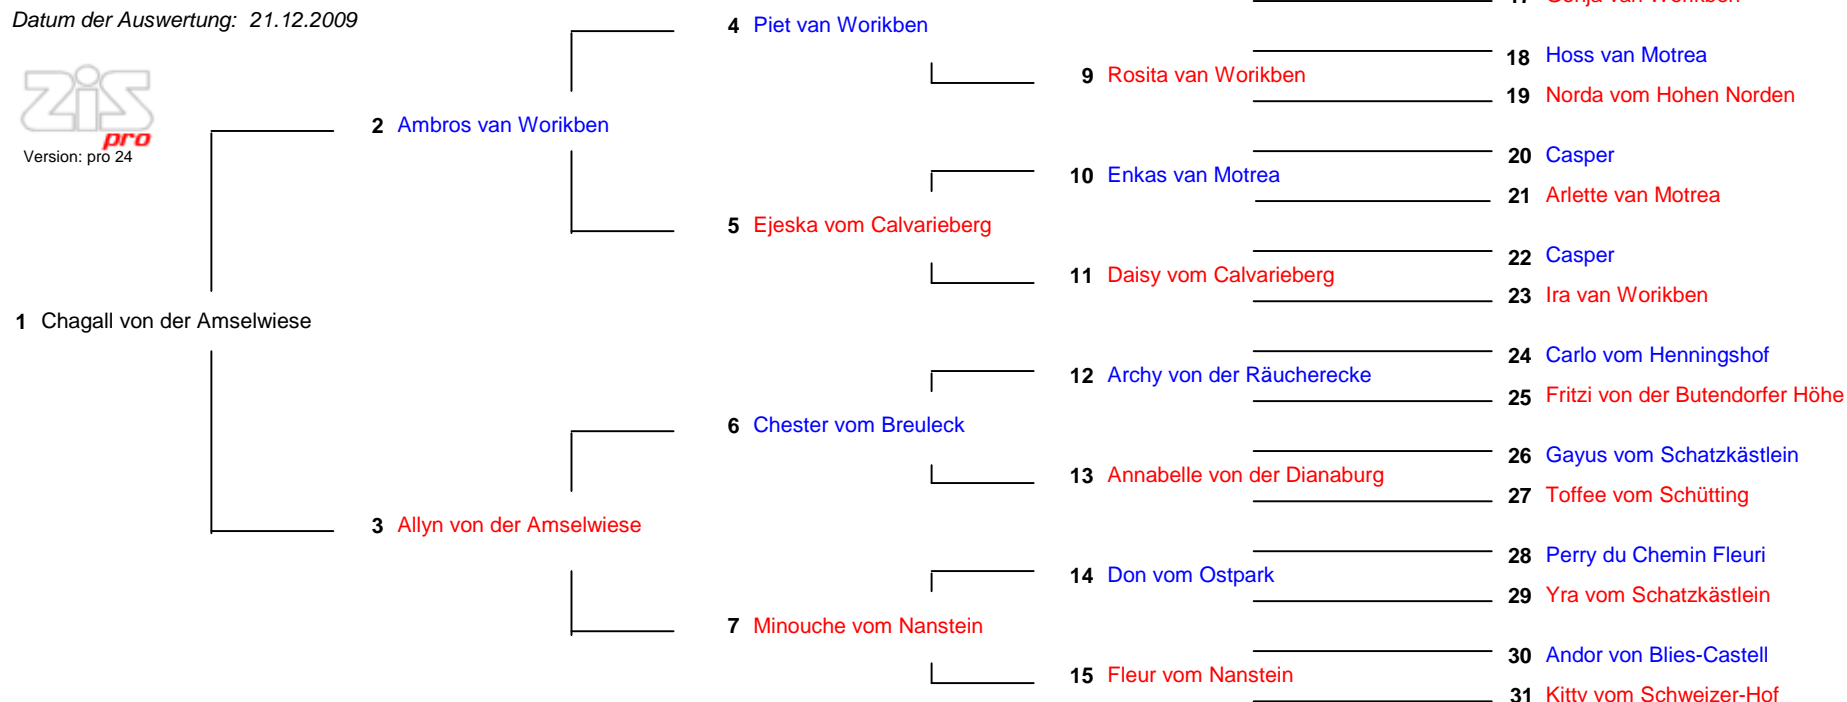 Datum der Auswertung: 21.12.2009
ZiS
pro
Version: pro 24
1 Chagall von der Amselwiese
2 Ambros van Worikben
3 Allyn von der Amselwiese
4 Piet van Worikben
5 Ejeska vom Calvarieberg
6 Chester vom Breuleck
7 Minouche vom Nanstein
9 Rosita van Worikben
10 Enkas van Motrea
11 Daisy vom Calvarieberg
12 Archy von der Räucherecke
13 Annabelle von der Dianaburg
14 Don vom Ostpark
15 Fleur vom Nanstein
van Worikben
18 Hoss van Motrea
19 Norda vom Hohen Norden
20 Casper
21 Arlette van Motrea
22 Casper
23 Ira van Worikben
24 Carlo vom Henningshof
25 Fritzi von der Butendorfer Höhe
26 Gayus vom Schatzkästlein
27 Toffee vom Schütting
28 Perry du Chemin Fleuri
29 Yra vom Schatzkästlein
30 Andor von Blies-Castell
31 Kitty vom Schweizer-Hof